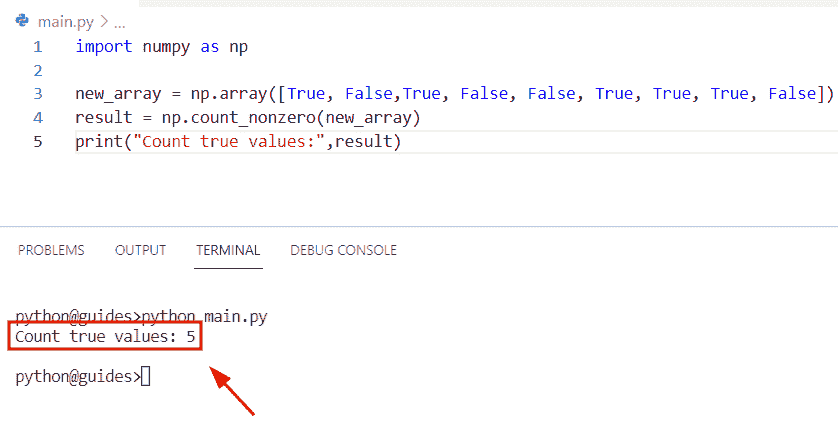 main.py > ...
1 import numpy as np
2
3 new_array = np.array([True, False,True, False, False, True, True, True, False])
4 result = np.count_nonzero(new_array)
5 print("Count true values:",result)
PROBLEMS OUTPUT TERMINAL DEBUG CONSOLE
python@guides>python main.py
Count true values: 5
python@guides>